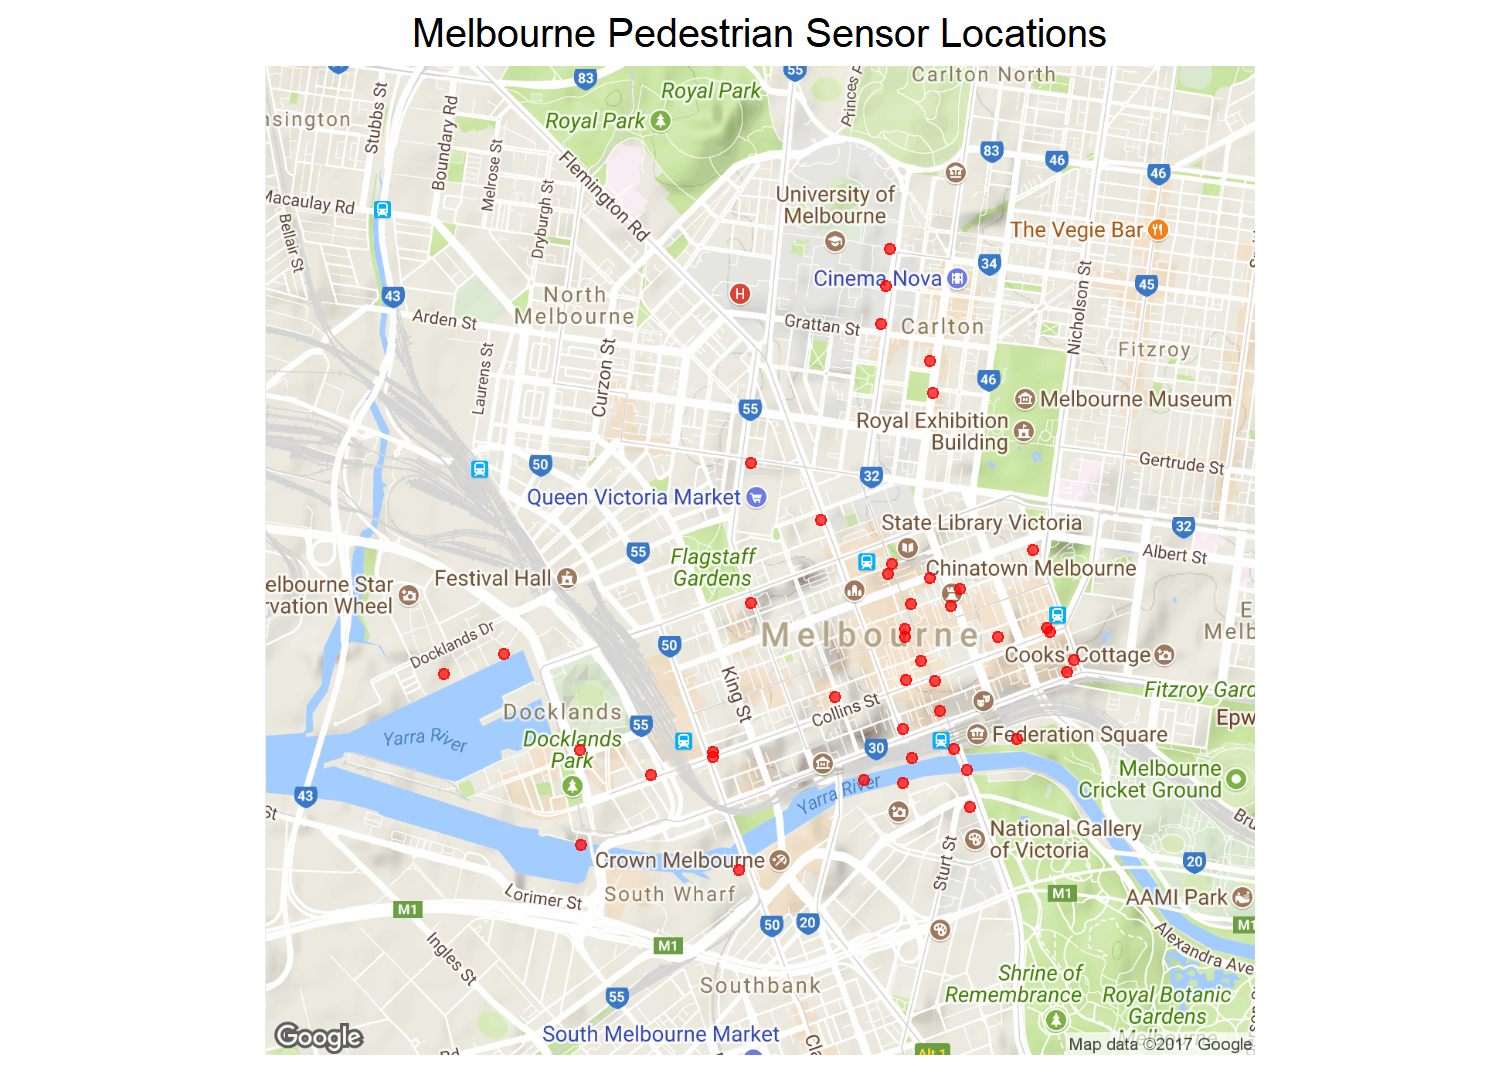 Melbourne Pedestrian Sensor Locations
55
83
Royal Park
Carlton North
Princes
Stubbs St
Boundary Rd
Royal Park
nsington
Flemington Rd
Melrose St
83
46
46
Dryburgh St
University of
Melbourne
Macaulay Rd
Bellair St
The Vegie Bar
34
Cinema Nova
45
Nicholson St
43
H
North
Melbourne
Arden St
Grattan St
Carlton
Fitzroy
Laurens St
Curzon St
46
Melbourne Museum
55
Royal Exhibition
Building
50
Gertrude St
32
Queen Victoria Market
State Library Victoria
32
55
Flagstaff
Gardens
Albert St
Chinatown Melbourne
Festival Hall
elbourne Star
rvation Wheel
E
Melb
Melbourne
50
Docklands Dr
Cooks' Cottage
King St
Fitzroy Gard
Collins St
Docklands
55
Epw
Yarra River
Docklands
Park
30
Federation Square
Melbourne
Cricket Ground
43
Yarra River
St
Bru
National Gallery
of Victoria
Crown Melbourne
Sturt St
20
South Wharf
Lorimer St
M1
AAMI Park
M1
50
20
M1
M1
Ingles St
Alexandra Ave
Shrine of
Remembrance
Southbank
55
Royal Botanic
Gardens
Melbourne
South Melbourne Market
Cla
Google
Rd
Alt 1
Map data ©2017 Google